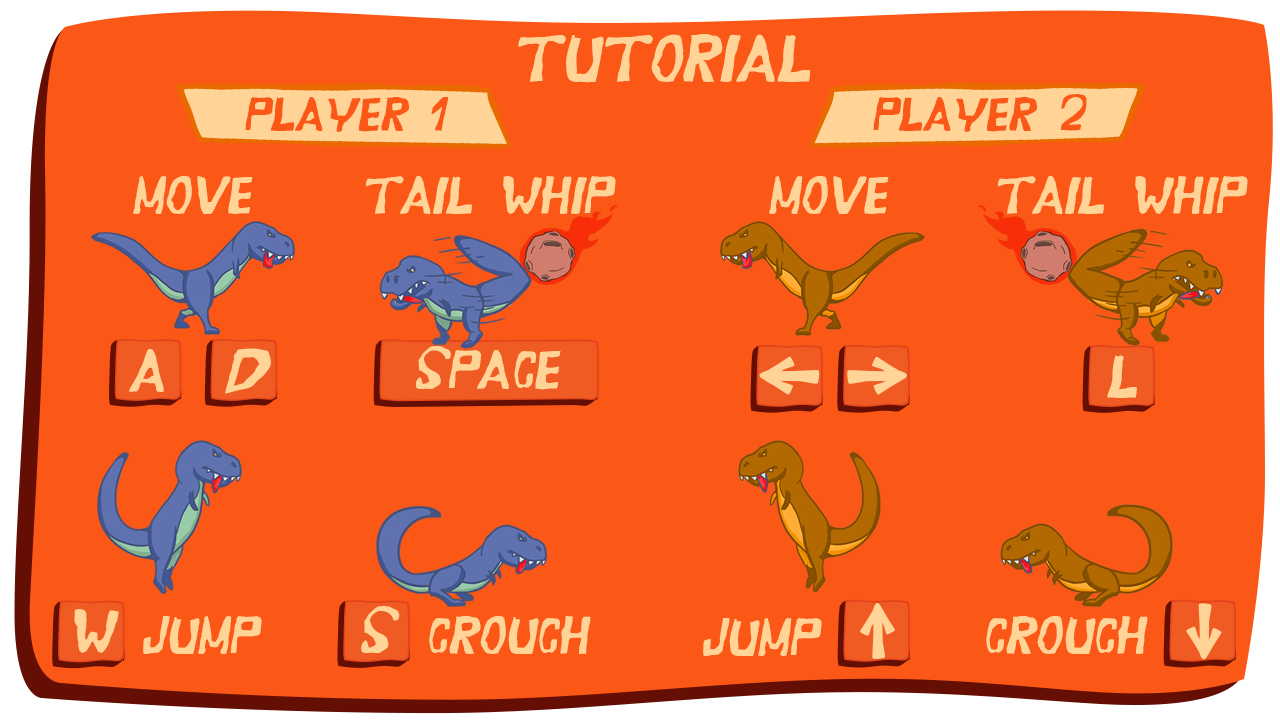 TUTORIAL
PLAYER 1
MOVE
TAIL WHIP
A D
SPACE
W JUMP
S CROUCH
PLAYER 2
MOVE
TAIL WHIP
← →
L
JUMP ↑
CROUCH ↓